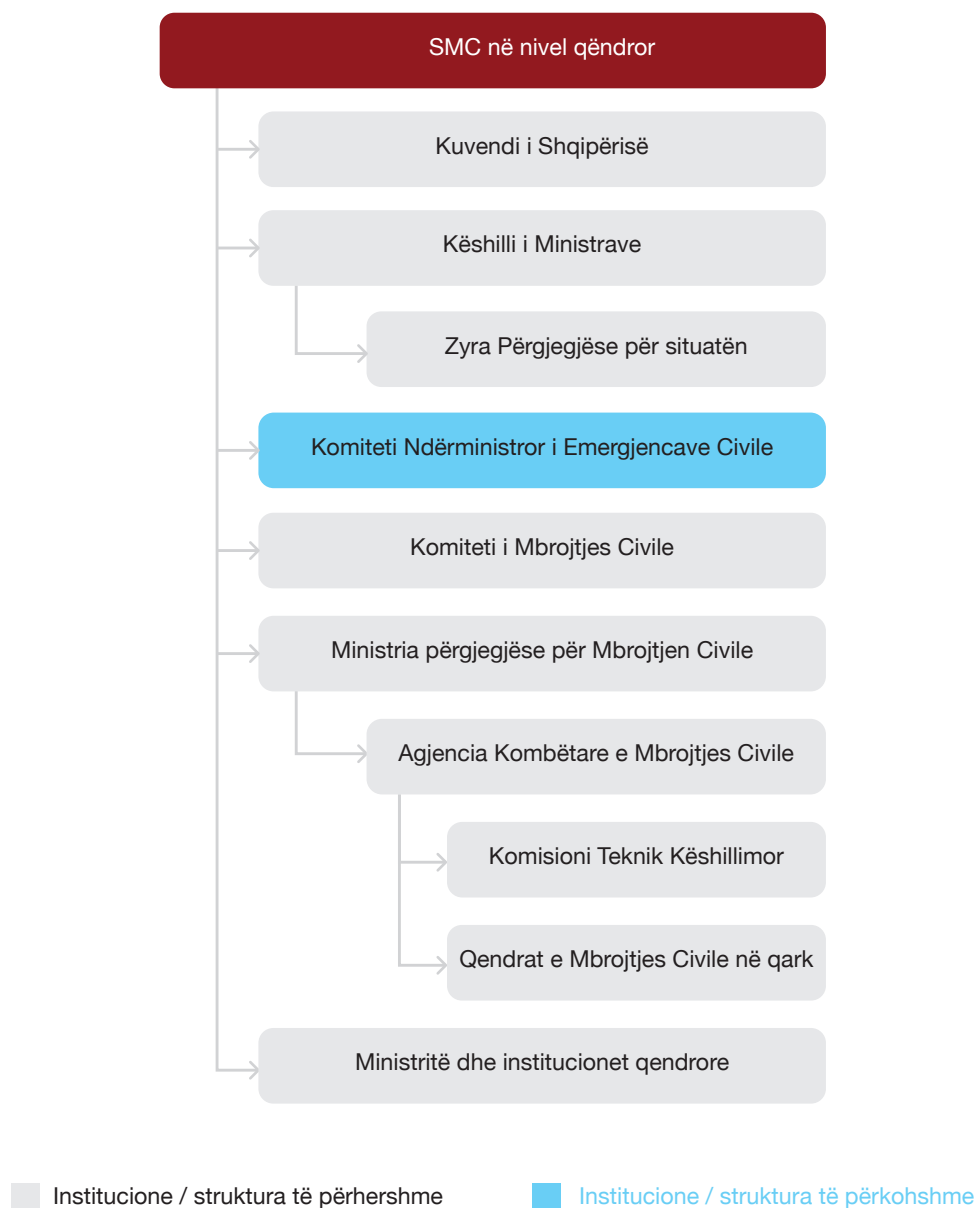 SMC në nivel qëndror
Kuvendi i Shqipërisë
Këshilli i Ministrave
Zyra Përgjegjëse për situatën
Komiteti Ndërministror i Emergjencave Civile
Komiteti i Mbrojtjes Civile
Ministria përgjegjëse për Mbrojtjen Civile
Agjencia Kombëtare e Mbrojtjes Civile
Komisioni Teknik Këshillimor
Qendrat e Mbrojtjes Civile në qark
Ministritë dhe institucionet qendrore
Institucione / struktura të përhershme
Institucione / struktura të përkohshme